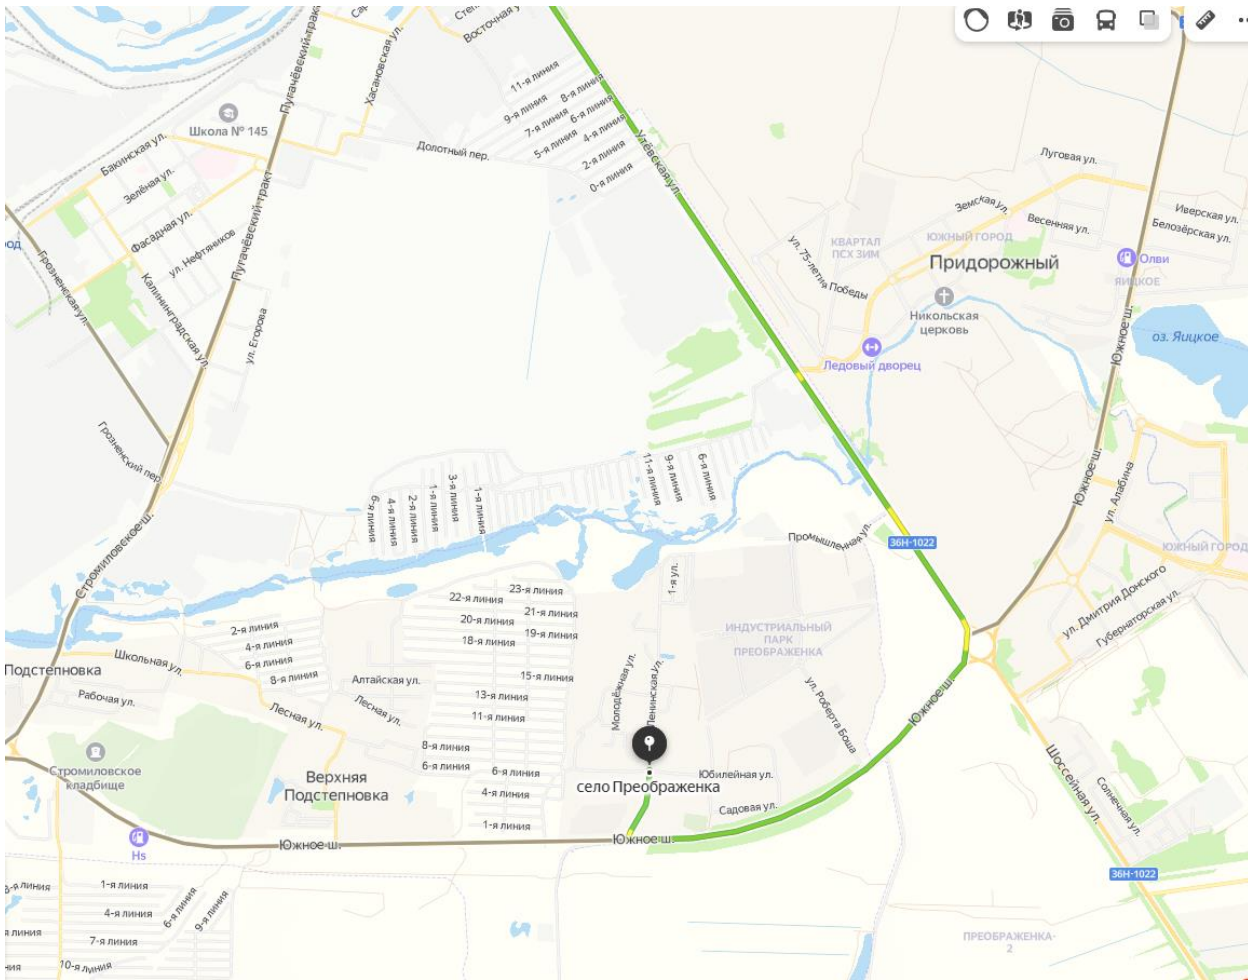 Восточная у
11-я линия
8-я линия
9-я линия
6-я линия
7-я линия
4-я линия
5-я линия
2-я линия
0-я линия
Пугачёвский тракт
Хасановская ул.
Школа № 145
Бакинская ул.
Долотный пер.
Утёвская ул.
Зелёная ул.
Фасадная ул.
ул. Нефтяников
Пугачёвский тракт
Грозненская ул.
Калининградская ул.
ул. Егорова
од
Луговая ул.
Земская ул.
Весенняя ул.
Иверская ул.
Белозёрская ул.
КВАРТАЛ
ПСХ ЗИМ
ЮЖНЫЙ ГОРОД
Придорожный
ул. 75-летия Победы
Олви
ЯИЦКОЕ
Никольская
церковь
Ледовый дворец
Южное ш.
оз. Яицкое
Грозненский пер.
Стромиловское ш.
6-я линия
4-я линия
2-я линия
1-я линия
3-я линия
1-я линия
11-я линия
9-я линия
6-я линия
Южное ш.
ул. Алабина
Промышленная ул.
36Н-1022
ЮЖНЫЙ ГОРОД
ул. Дмитрия Донского
Губернаторская ул.
1-я ул.
23-я линия
22-я линия
21-я линия
20-я линия
19-я линия
18-я линия
15-я линия
13-я линия
11-я линия
8-я линия
6-я линия
6-я линия
4-я линия
1-я линия
2-я линия
4-я линия
6-я линия
8-я линия
Подстепновка
Школьная ул.
Рабочая ул.
Алтайская ул.
Лесная ул.
Лесная ул.
ИНДУСТРИАЛЬНЫЙ
ПАРК
ПРЕОБРАЖЕНКА
Молодёжная ул.
Ленинская ул.
ул. Роберта Боша
Южное ш.
Стромиловское
кладбище
Верхняя
Подстепновка
село Преображенка
Юбилейная ул.
Садовая ул.
Шоссейная ул.
Солнечная ул.
Hs
Южное ш.
Южное ш.
36Н-1022
1-я линия
4-я линия
6-я линия
9-я линия
7-я линия
10-я линия
я линия
ПРЕОБРАЖЕНКА-
2